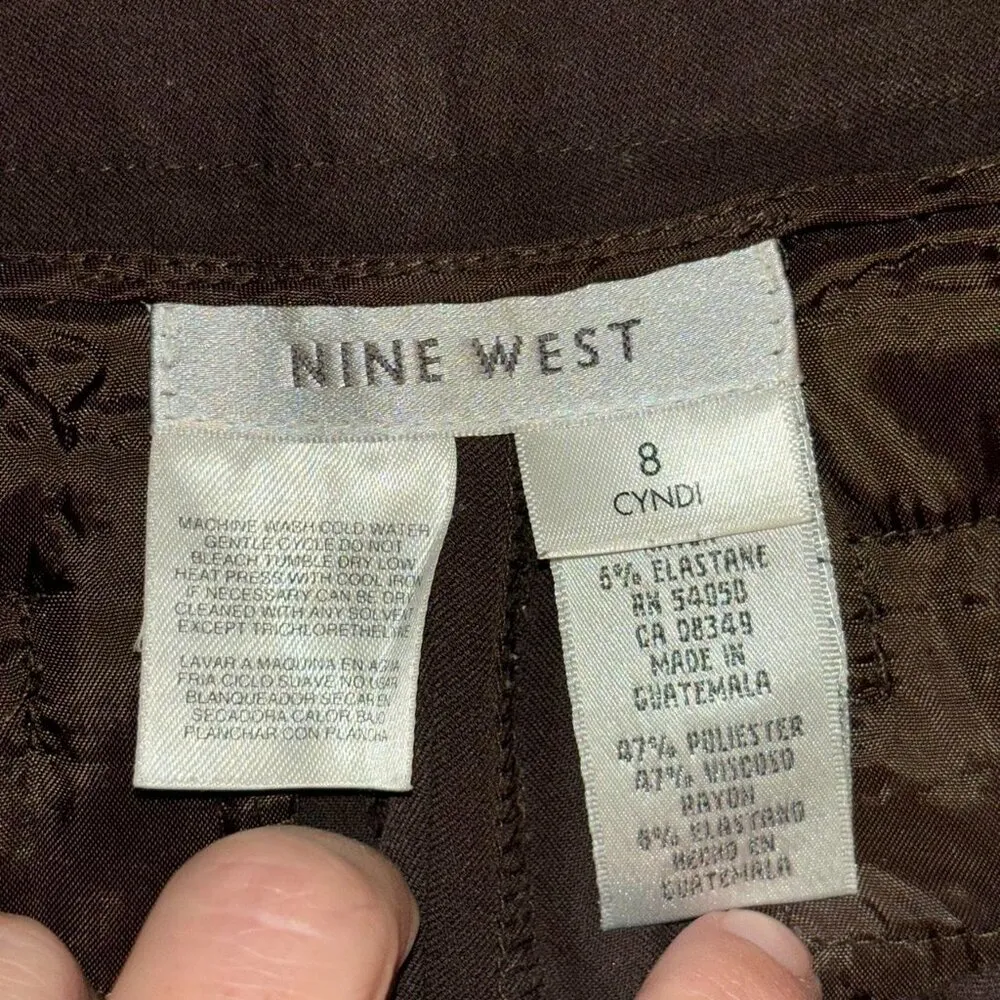 NINE WEST
MACHINE WASH COLD WATER
GENTLE CYCLE DO NOT
BLEACH TUMBLE DRY LOW
HEAT PRESS WITH COOL IRON
IF NECESSARY CAN BE DRY
CLEANED WITH ANY SOLVENT
EXCEPT TRICHLORETHELINE
LAVAR A MAQUINA EN AGUA
FRIA CICLO SUAVE NO USAR
BLANQUEADOR SECAR EN
SECADORA CALOR BAJO
PLANCHAR CON PLANCHA
8
CYNDI
6% ELASTANE
RN 54050
CA 08349
MADE IN
GUATEMALA
47% POLIESTER
47% VISCOSO
RAYON
6% ELASTANO
HECHO EN
GUATEMALA